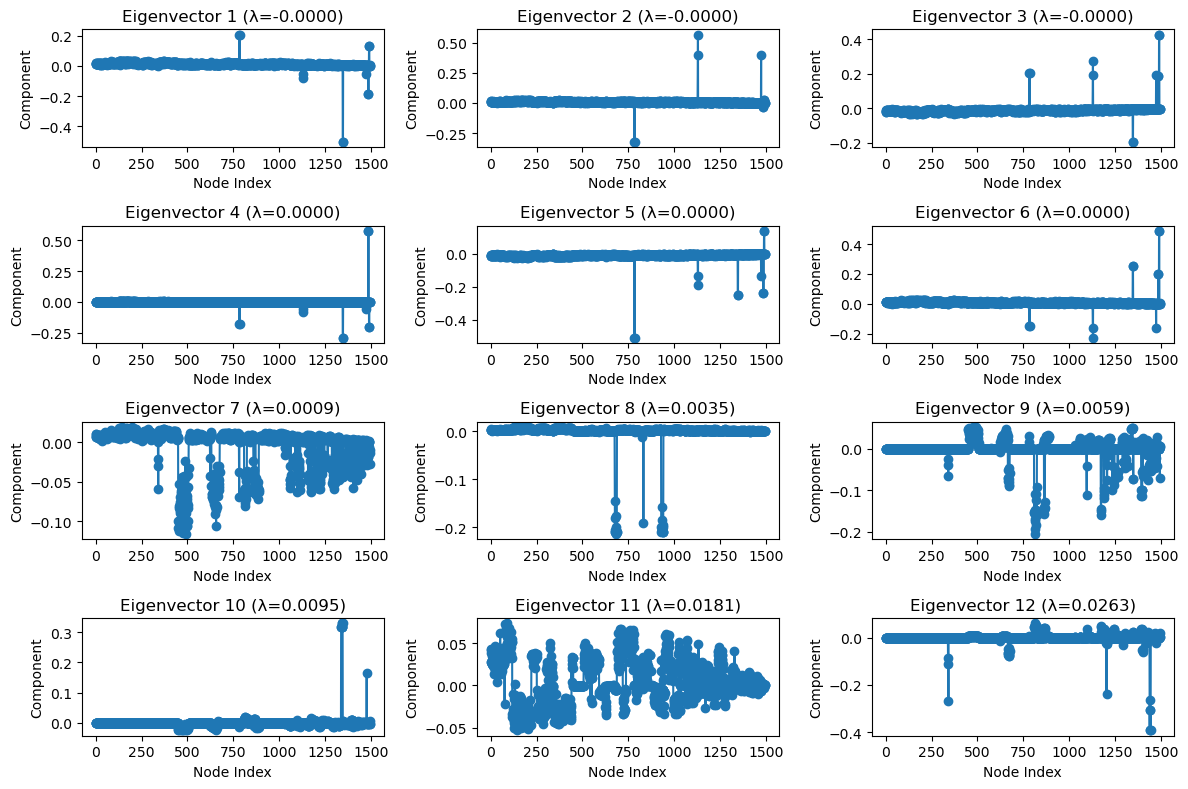 Eigenvector 1 (λ=-0.0000) Eigenvector 2 (λ=-0.0000) Eigenvector 3 (λ=-0.0000)
0.2
0.0
−0.2
−0.4
Component
0 250 500 750 1000 1250 1500
Node Index
0.50
0.25
0.00
−0.25
Component
0 250 500 750 1000 1250 1500
Node Index
0.4
0.2
0.0
−0.2
Component
0 250 500 750 1000 1250 1500
Node Index
Eigenvector 4 (λ=0.0000) Eigenvector 5 (λ=0.0000) Eigenvector 6 (λ=0.0000)
0.50
0.25
0.00
−0.25
Component
0 250 500 750 1000 1250 1500
Node Index
0.0
−0.2
−0.4
Component
0 250 500 750 1000 1250 1500
Node Index
0.4
0.2
0.0
−0.2
Component
0 250 500 750 1000 1250 1500
Node Index
Eigenvector 7 (λ=0.0009) Eigenvector 8 (λ=0.0035) Eigenvector 9 (λ=0.0059)
0.00
−0.05
−0.10
Component
0 250 500 750 1000 1250 1500
Node Index
0.0
−0.1
−0.2
Component
0 250 500 750 1000 1250 1500
Node Index
0.0
−0.1
−0.2
Component
0 250 500 750 1000 1250 1500
Node Index
Eigenvector 10 (λ=0.0095) Eigenvector 11 (λ=0.0181) Eigenvector 12 (λ=0.0263)
0.3
0.2
0.1
0.0
Component
0 250 500 750 1000 1250 1500
Node Index
0.05
0.00
−0.05
Component
0 250 500 750 1000 1250 1500
Node Index
0.0
−0.2
−0.4
Component
0 250 500 750 1000 1250 1500
Node Index